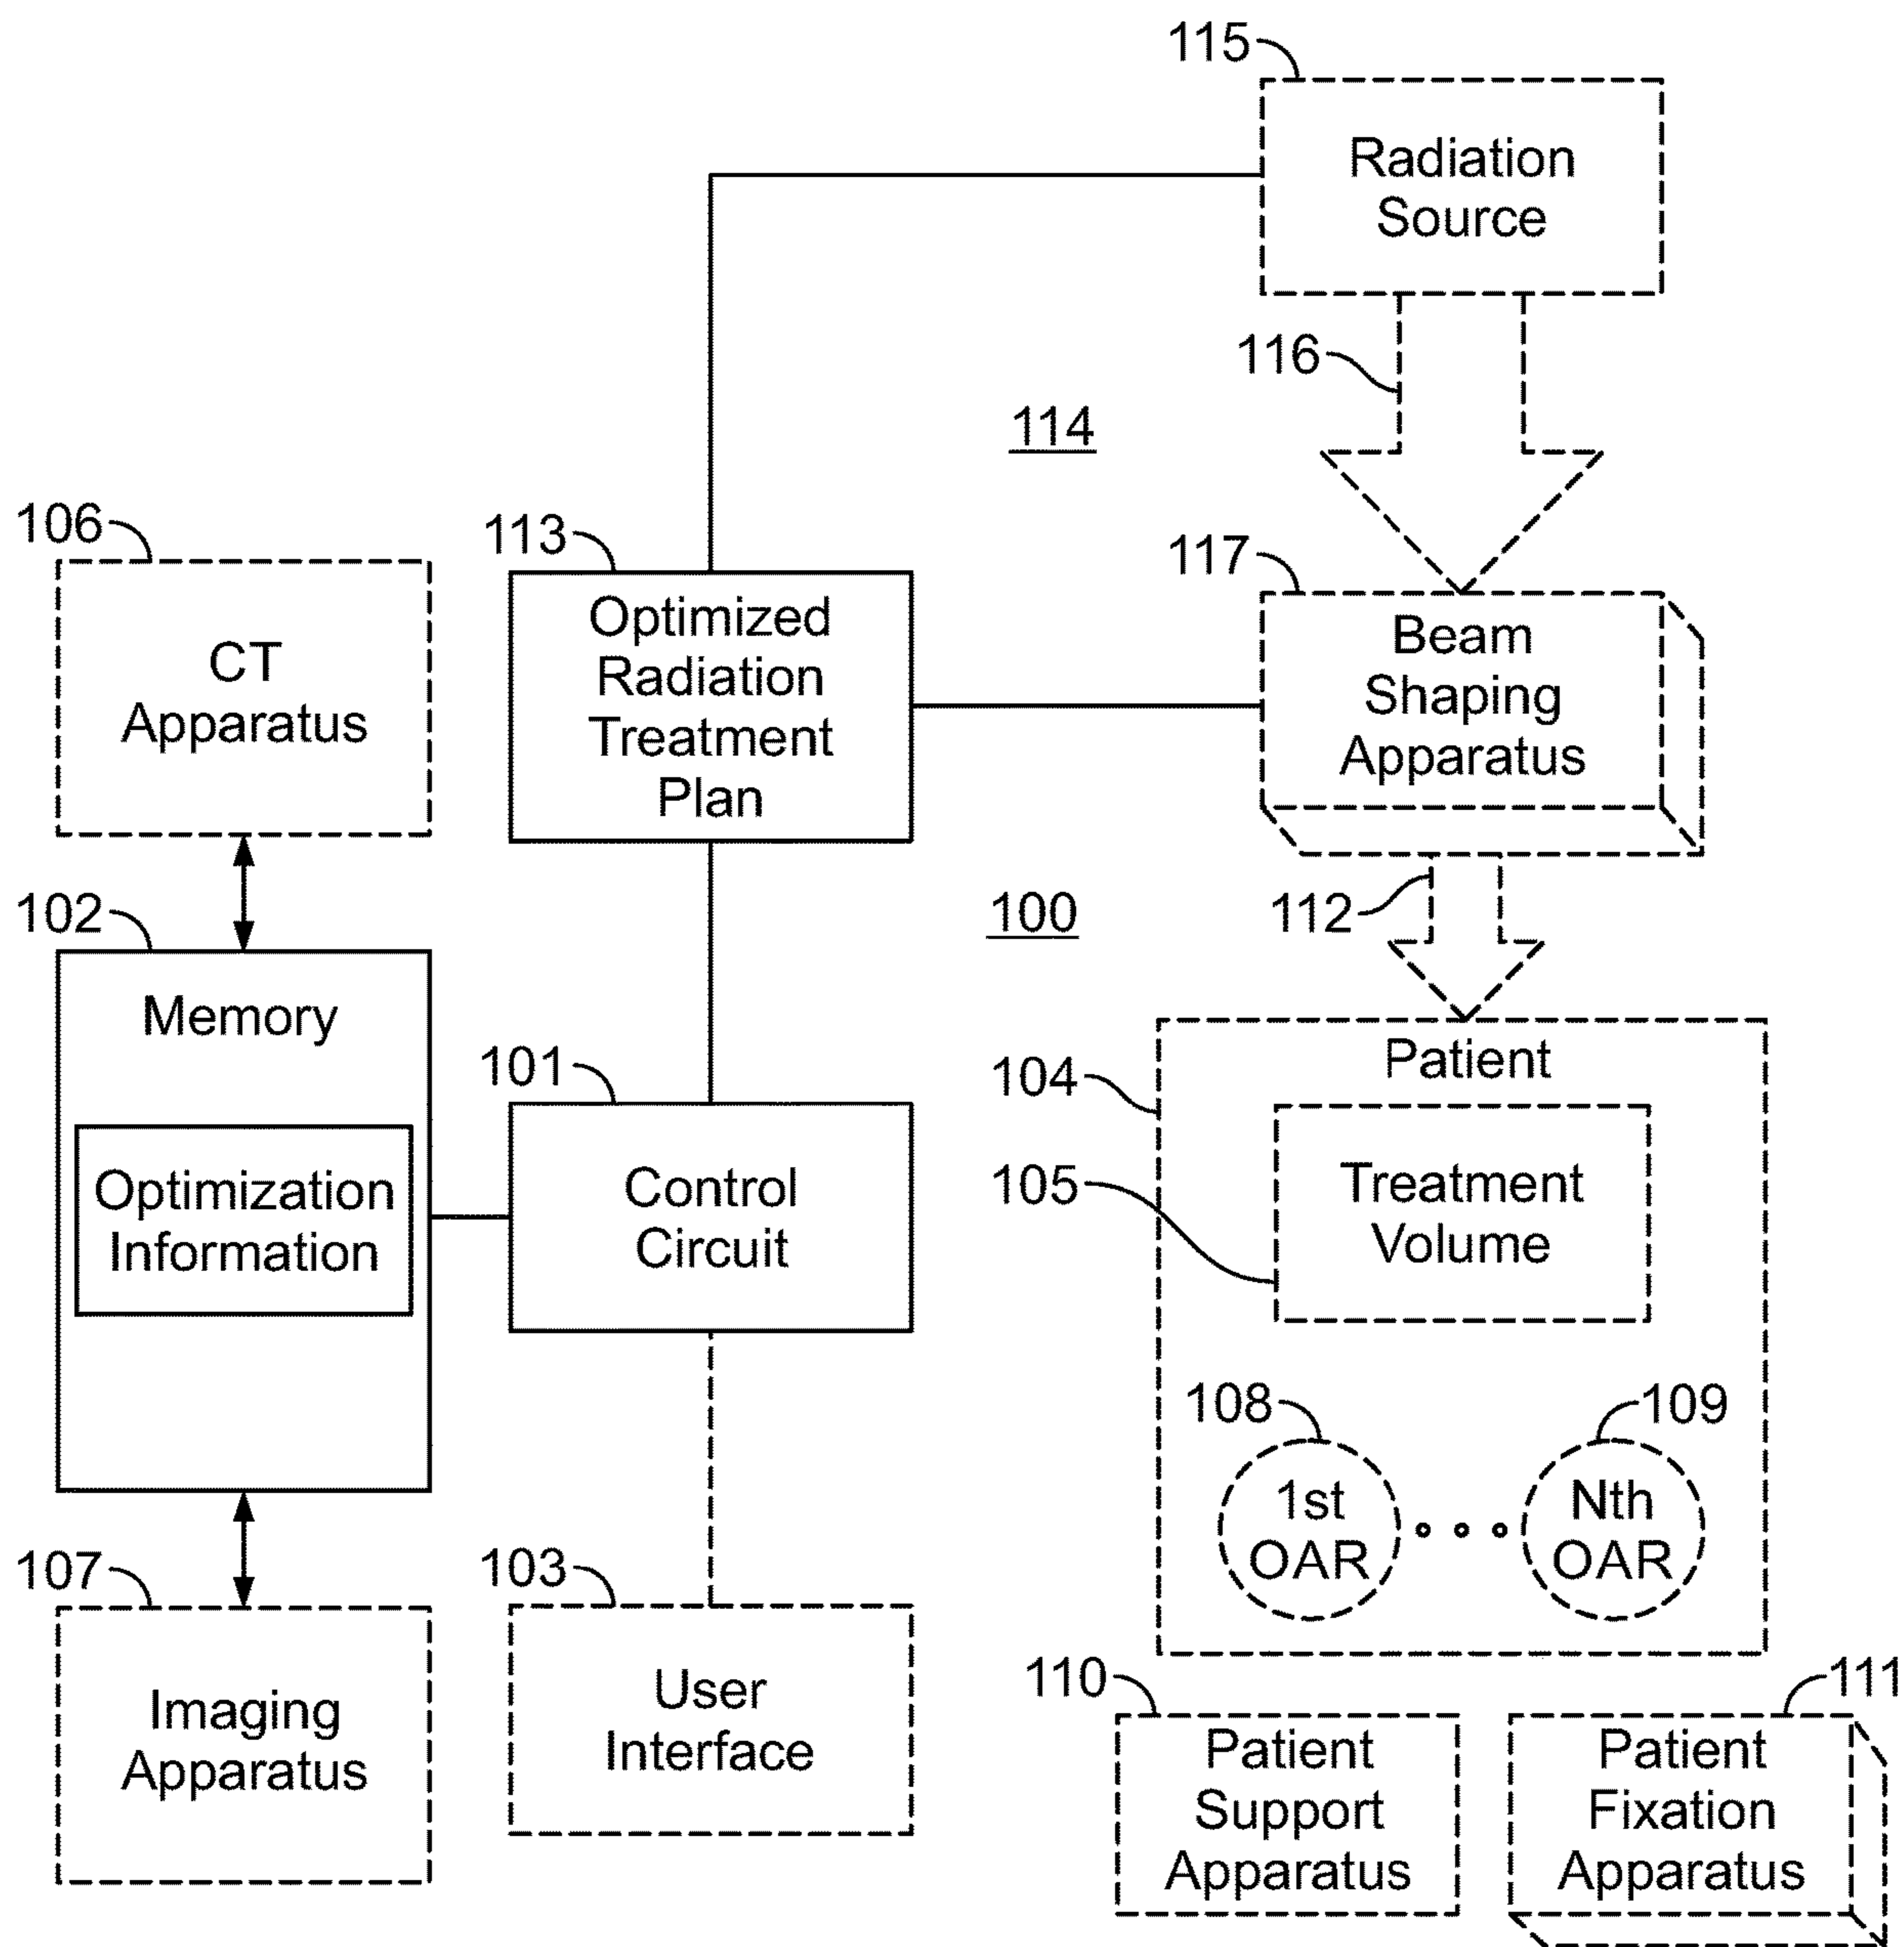 115
Radiation
Source
116
114
106
CT
Apparatus
113
Optimized
Radiation
Treatment
Plan
117
Beam
Shaping
Apparatus
112
100
102
Memory
Optimization
Information
101
Control
Circuit
104
Patient
105
Treatment
Volume
108
1st
OAR
109
Nth
OAR
107
Imaging
Apparatus
103
User
Interface
110
Patient
Support
Apparatus
111
Patient
Fixation
Apparatus